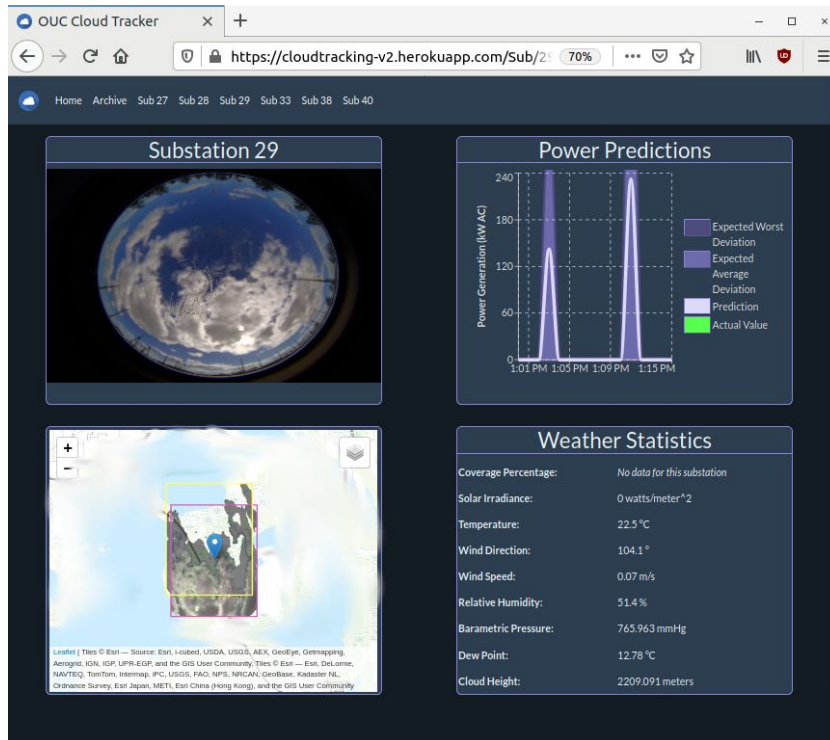 OUC Cloud Tracker
https://cloudtracking-v2.herokuapp.com/Sub/29 70%
Home Archive Sub 27 Sub 28 Sub 29 Sub 33 Sub 38 Sub 40
Substation 29
Power Predictions
Power Generation (kW AC)
240
180
120
60
0
1:01 PM 1:05 PM 1:09 PM 1:15 PM
Expected Worst
Deviation
Expected
Average
Deviation
Prediction
Actual Value
+
−
Leaflet | Tiles © Esri — Source: Esri, i-cubed, USDA, USGS, AEX, GeoEye, Getmapping,
Aerogrid, IGN, IGP, UPR-EGP, and the GIS User Community, Tiles © Esri — Esri, DeLorme,
NAVTEQ, TomTom, Intermap, iPC, USGS, FAO, NPS, NRCAN, GeoBase, Kadaster NL,
Ordnance Survey, Esri Japan, METI, Esri China (Hong Kong), and the GIS User Community
Weather Statistics
Coverage Percentage: No data for this substation
Solar Irradiance: 0 watts/meter^2
Temperature: 22.5 °C
Wind Direction: 104.1 °
Wind Speed: 0.07 m/s
Relative Humidity: 51.4 %
Barametric Pressure: 765.963 mmHg
Dew Point: 12.78 °C
Cloud Height: 2209.091 meters